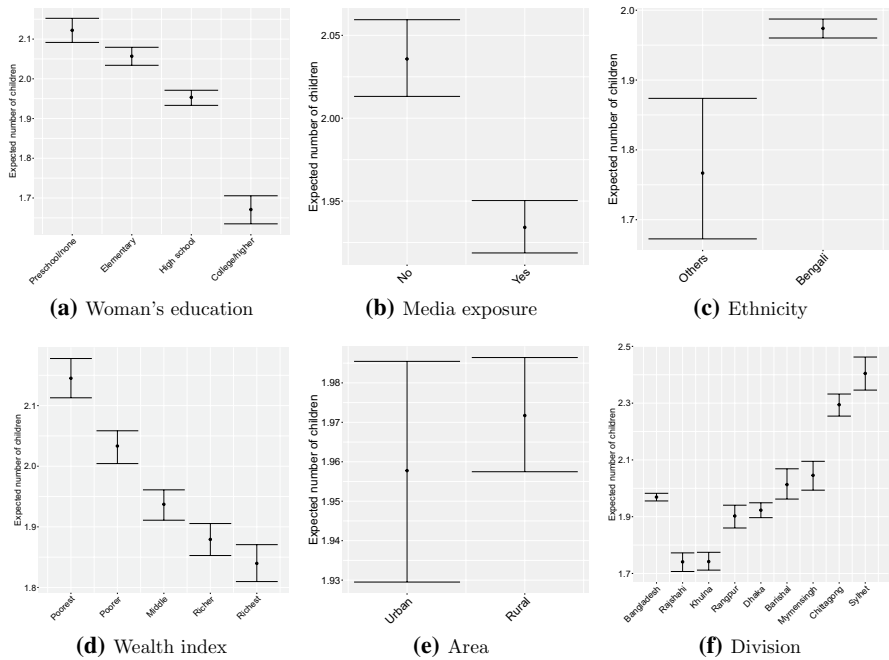 Expected number of children
2.1
2.0
1.9
1.8
1.7
Preschool/none
Elementary
High school
College/higher
(a) Woman's education
Expected number of children
2.05
2.00
1.95
No
Yes
(b) Media exposure
Expected number of children
2.0
1.9
1.8
1.7
Others
Bengali
(c) Ethnicity
Expected number of children
2.1
2.0
1.9
1.8
Poorest
Poorer
Middle
Richer
Richest
(d) Wealth index
Expected number of children
1.98
1.97
1.96
1.95
1.94
1.93
Urban
Rural
(e) Area
Expected number of children
2.5
2.3
2.1
2.0
1.9
1.7
Bangladesh
Rajshahi
Khulna
Rangpur
Dhaka
Barishal
Mymensingh
Chittagong
Sylhet
(f) Division